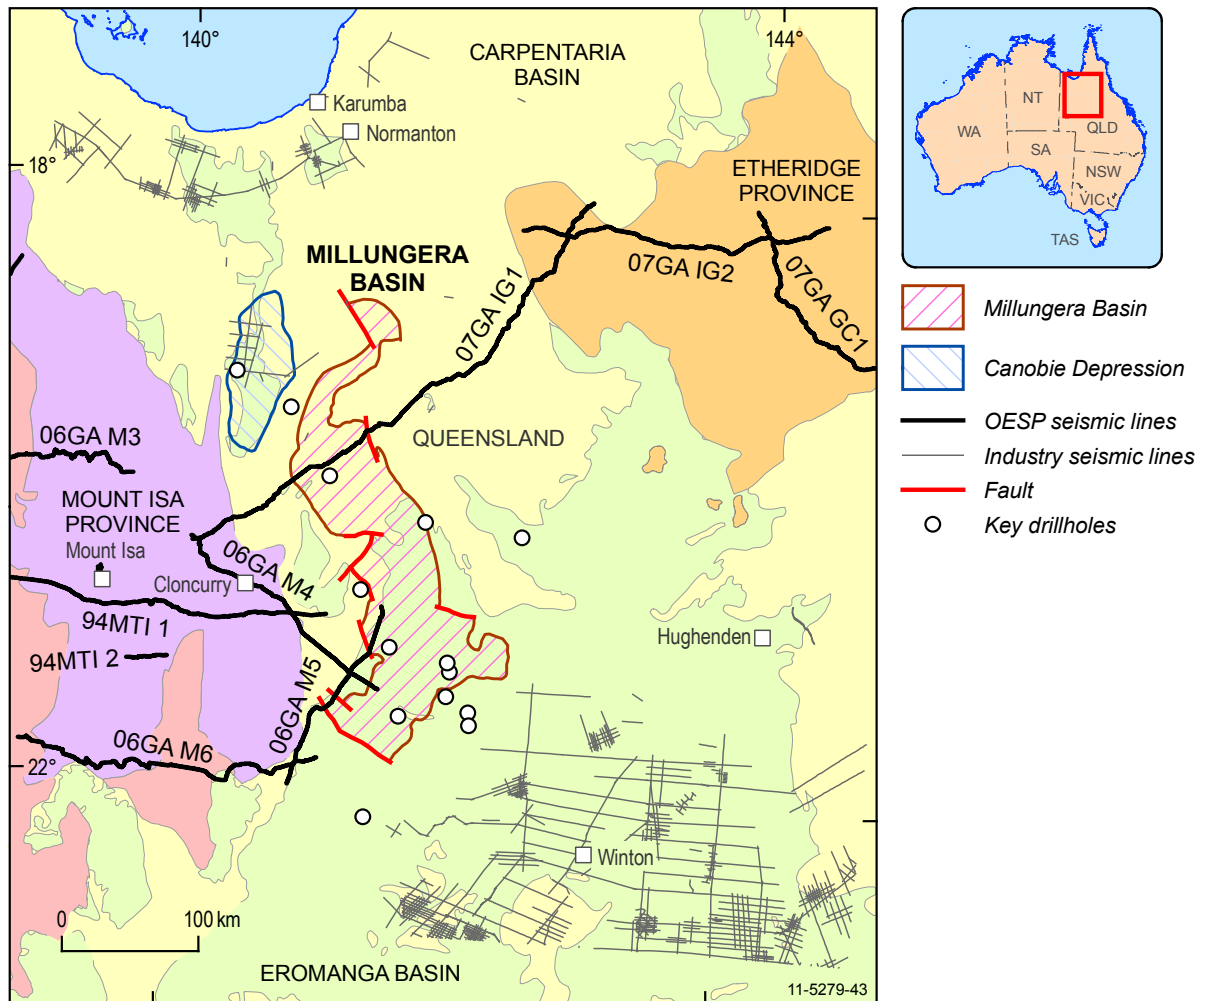 140°
144°
CARPENTARIA
BASIN
Karumba
Normanton
18°
ETHERIDGE
PROVINCE
MILLUNGERA
BASIN
07GA IG1
07GA IG2
07GA GC1
QUEENSLAND
06GA M3
MOUNT ISA
PROVINCE
Mount Isa
Cloncurry
06GA M4
94MTI 1
94MTI 2
06GA M5
06GA M6
Hughenden
22°
Winton
0
100 km
EROMANGA BASIN
11-5279-43
WA
NT
QLD
SA
NSW
VIC
TAS
Millungera Basin
Canobie Depression
OESP seismic lines
Industry seismic lines
Fault
Key drillholes